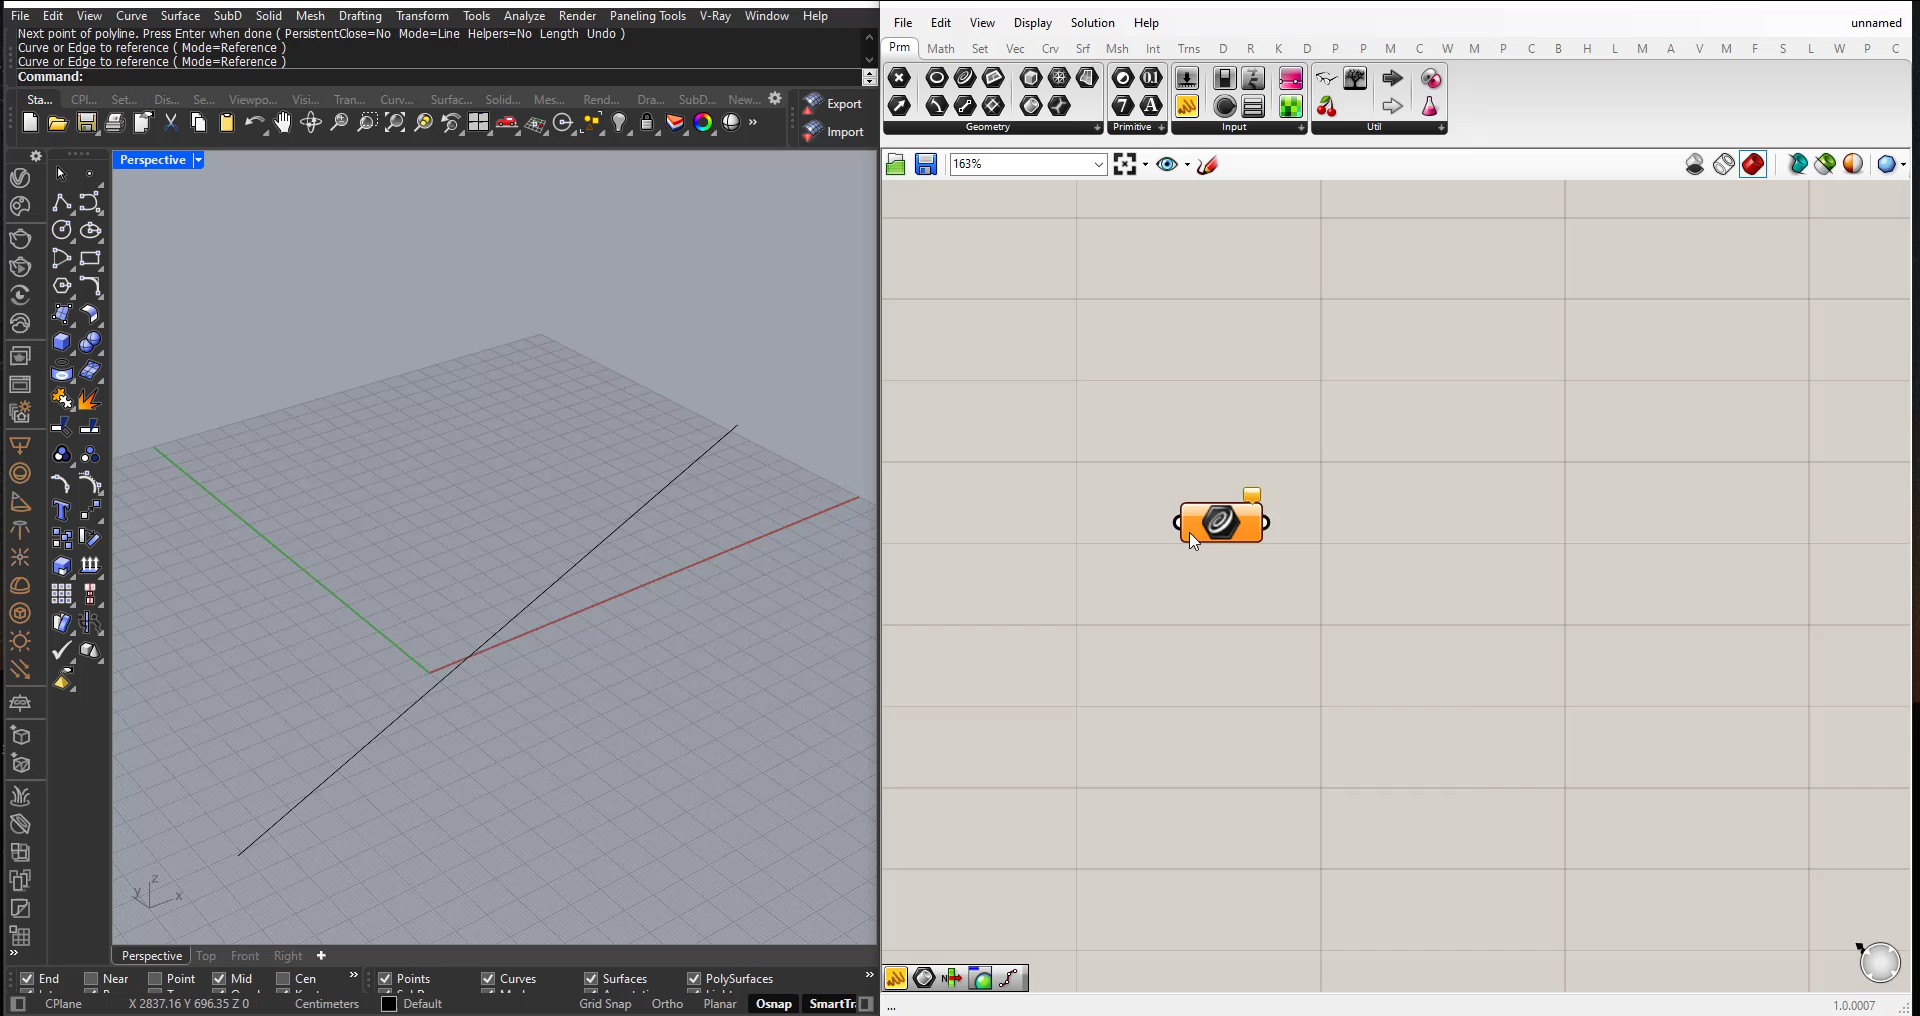 File Edit View Curve Surface SubD Solid Mesh Drafting Transform Tools Analyze Render Paneling Tools V-Ray Window Help
Next point of polyline. Press Enter when done ( PersistentClose=No Mode=Line Helpers=No Length Undo )
Curve or Edge to reference ( Mode=Reference )
Curve or Edge to reference ( Mode=Reference )
Command:
Sta... CPl... Set... Dis... Se... Viewpo... Visi... Tran... Curv... Surfac... Solid... Mes... Rend... Dra... SubD... New...
Export
Import
Perspective
z
y
x
Perspective Top Front Right
End Near Point Mid Cen Points Curves Surfaces PolySurfaces
CPlane X 2837.16 Y 696.35 Z 0 Centimeters Default Grid Snap Ortho Planar Osnap SmartTr
File Edit View Display Solution Help unnamed
Prm Math Set Vec Crv Srf Msh Int Trns D R K D P P M C W M P C B H L M A V M F S L W P C
0.1
7 A
Geometry Primitive Input Util
163%
N
... 1.0.0007